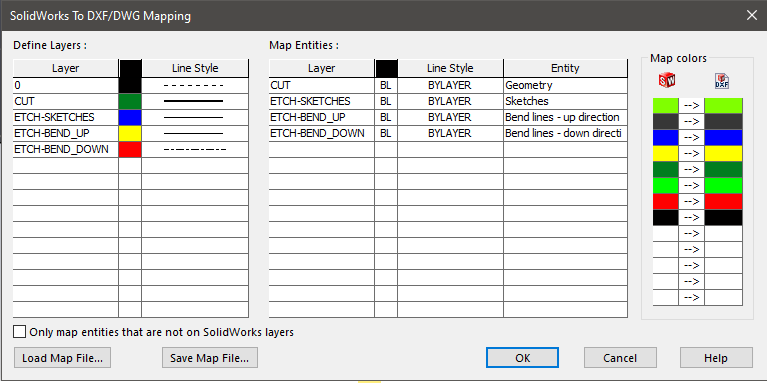 SolidWorks To DXF/DWG Mapping
Define Layers :
Layer Line Style
0
CUT
ETCH-SKETCHES
ETCH-BEND_UP
ETCH-BEND_DOWN
Map Entities :
Layer Line Style Entity
CUT BL BYLAYER Geometry
ETCH-SKETCHES BL BYLAYER Sketches
ETCH-BEND_UP BL BYLAYER Bend lines - up direction
ETCH-BEND_DOWN BL BYLAYER Bend lines - down directi
Map colors
SW DXF
-->
-->
-->
-->
-->
-->
-->
-->
-->
-->
-->
-->
-->
Only map entities that are not on SolidWorks layers
Load Map File... Save Map File... OK Cancel Help